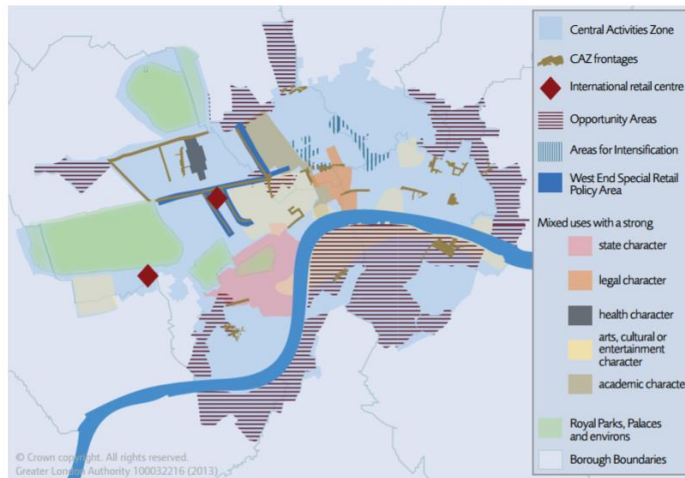 Central Activities Zone
CAZ frontages
International retail centre
Opportunity Areas
Areas for Intensification
West End Special Retail
Policy Area
Mixed uses with a strong
state character
legal character
health character
arts, cultural or
entertainment
character
academic characte
Royal Parks, Palaces
and environs
Borough Boundaries
© Crown copyright. All rights reserved.
Greater London Authority 100032216 (2013)